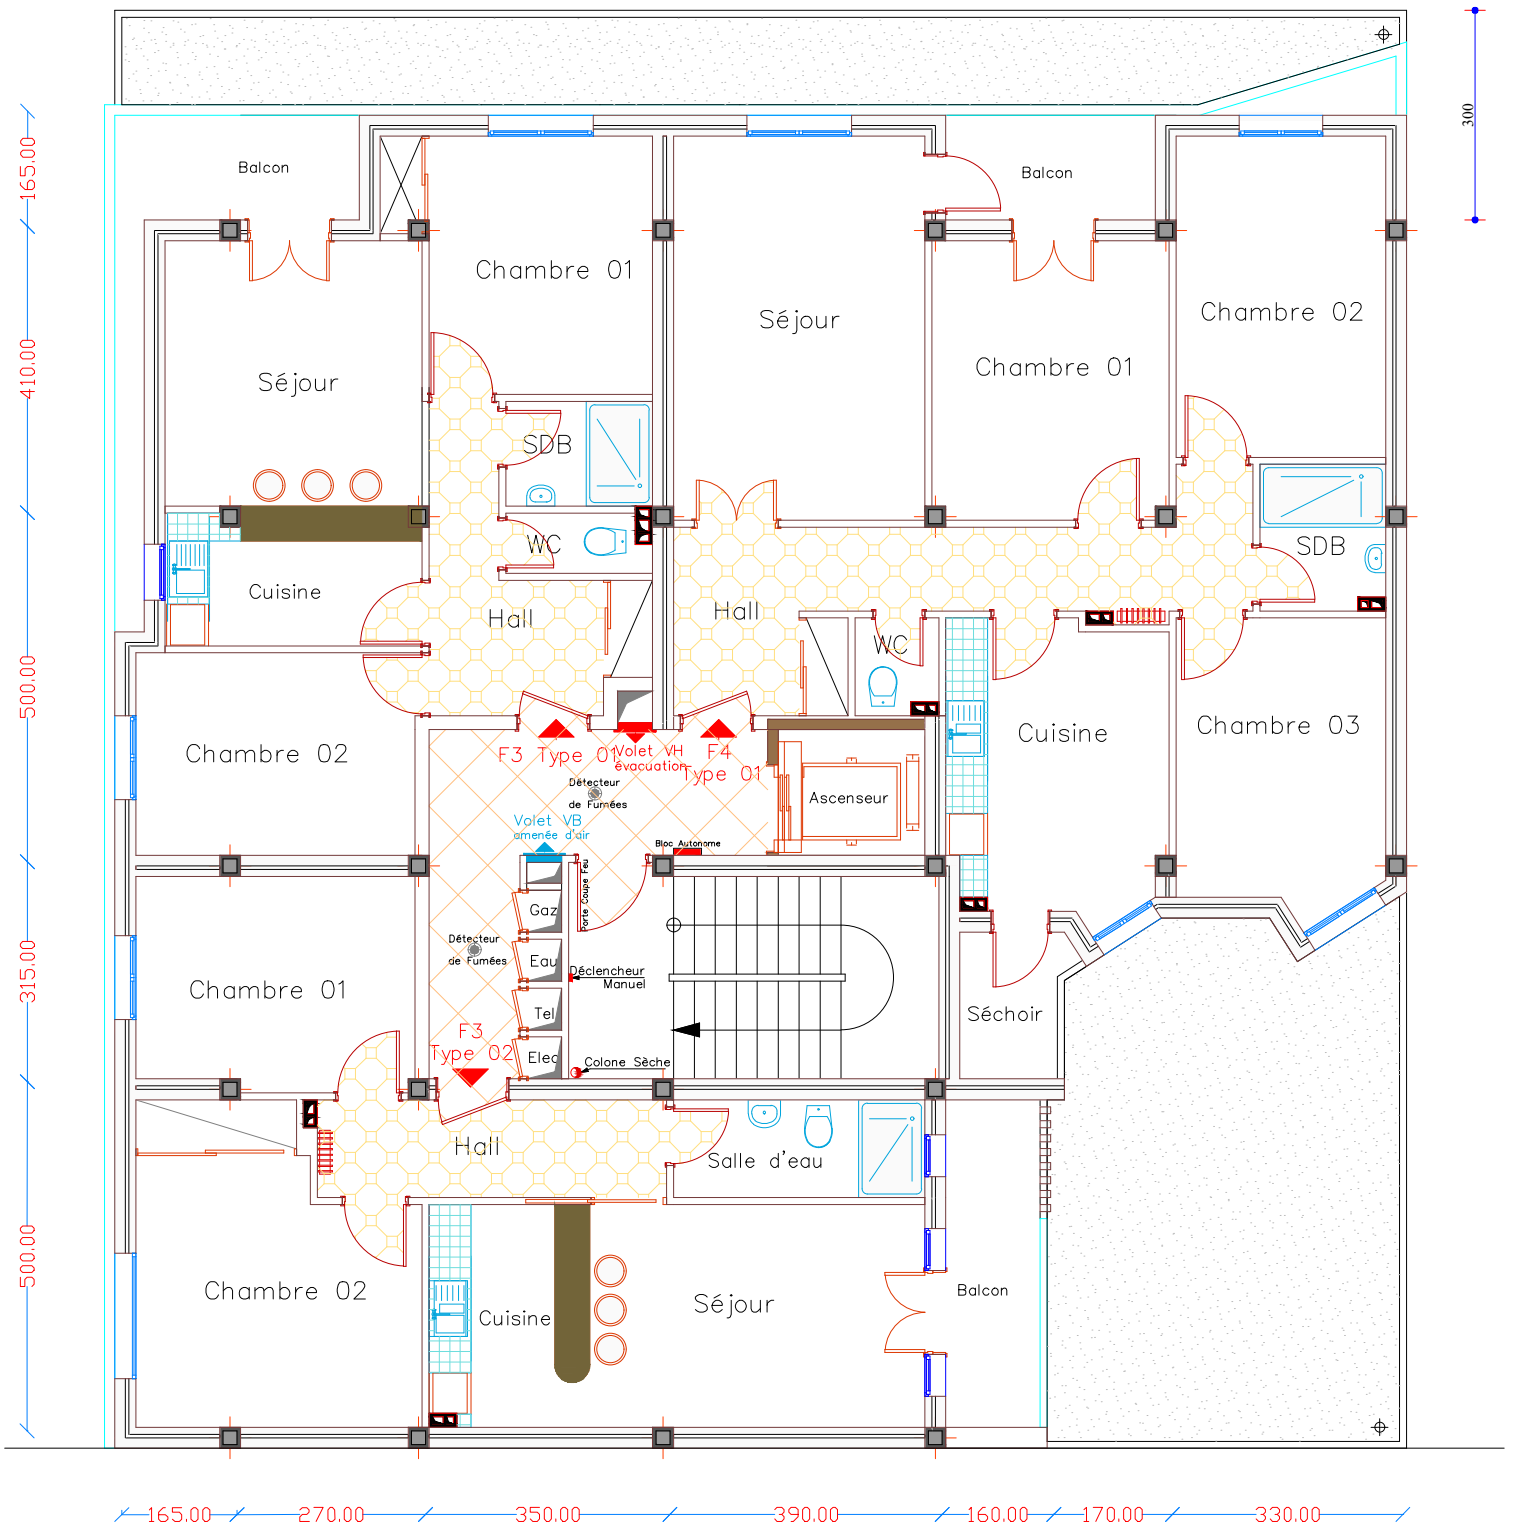 300
165.00
Balcon
Balcon
Chambre 01
Séjour
Chambre 02
Chambre 01
410.00
Séjour
SDB
WC
SDB
Cuisine
Hall
Hall
WC
500.00
Chambre 02
F3 Type 01
Volet VH
évacuation
F4
Type 01
Cuisine
Chambre 03
Détecteur
de Fumées
Ascenseur
Volet VB
amenée d'air
Bloc Autonome
Porte Coupe Feu
Gaz
Détecteur
de Fumées
Eau
Déclencheur
Manuel
315.00
Chambre 01
Tel
Séchoir
F3
Type 02
Elec
Colone Sèche
Hall
Salle d'eau
500.00
Chambre 02
Cuisine
Séjour
Balcon
165.00
270.00
350.00
390.00
160.00
170.00
330.00